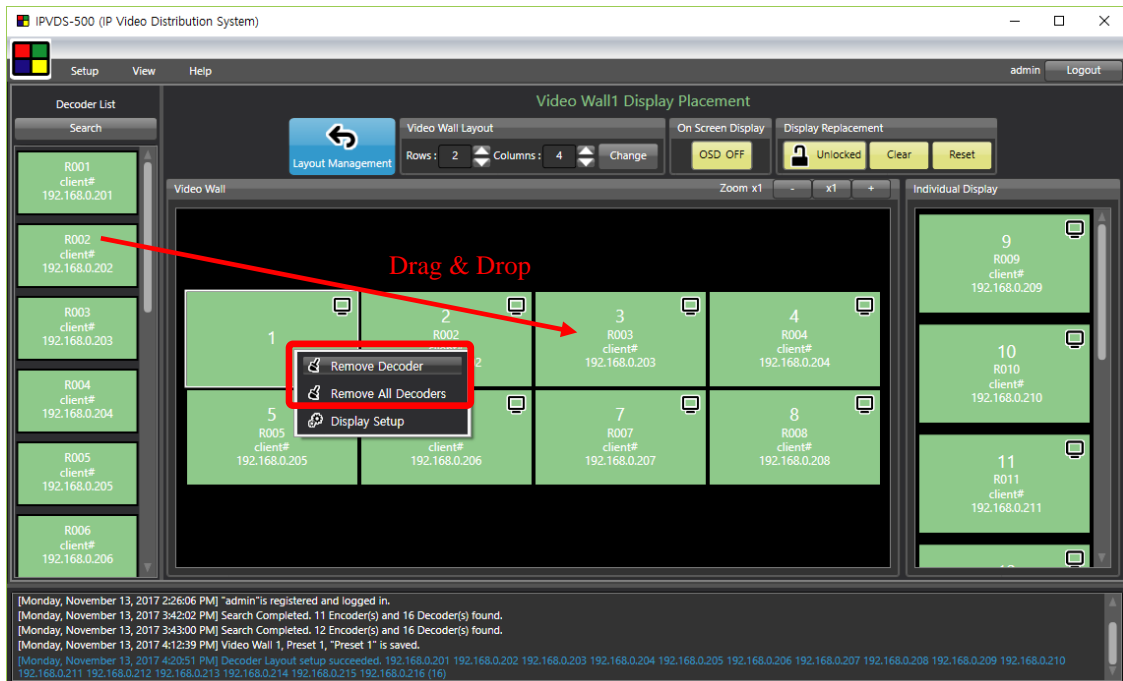 IPVDS-500 (IP Video Distribution System)
Setup View Help
admin Logout
Decoder List
Search
Video Wall1 Display Placement
Layout Management
Video Wall Layout
Rows : 2 Columns : 4 Change
On Screen Display
OSD OFF
Display Replacement
Unlocked Clear Reset
R001
client#
192.168.0.201
R002
client#
192.168.0.202
R003
client#
192.168.0.203
R004
client#
192.168.0.204
R005
client#
192.168.0.205
R006
client#
192.168.0.206
Video Wall
Zoom x1 - x1 +
Drag & Drop
1
2
R002
2
3
R003
client#
192.168.0.203
4
R004
client#
192.168.0.204
Remove Decoder
Remove All Decoders
Display Setup
5
R005
client#
192.168.0.205
client#
192.168.0.206
7
R007
client#
192.168.0.207
8
R008
client#
192.168.0.208
Individual Display
9
R009
client#
192.168.0.209
10
R010
client#
192.168.0.210
11
R011
client#
192.168.0.211
[Monday, November 13, 2017 2:26:06 PM] "admin"is registered and logged in.
[Monday, November 13, 2017 3:42:02 PM] Search Completed. 11 Encoder(s) and 16 Decoder(s) found.
[Monday, November 13, 2017 3:43:00 PM] Search Completed. 12 Encoder(s) and 16 Decoder(s) found.
[Monday, November 13, 2017 4:12:39 PM] Video Wall 1, Preset 1, "Preset 1" is saved.
[Monday, November 13, 2017 4:20:51 PM] Decoder Layout setup succeeded. 192.168.0.201 192.168.0.202 192.168.0.203 192.168.0.204 192.168.0.205 192.168.0.206 192.168.0.207 192.168.0.208 192.168.0.209 192.168.0.210
192.168.0.211 192.168.0.212 192.168.0.213 192.168.0.214 192.168.0.215 192.168.0.216 (16)